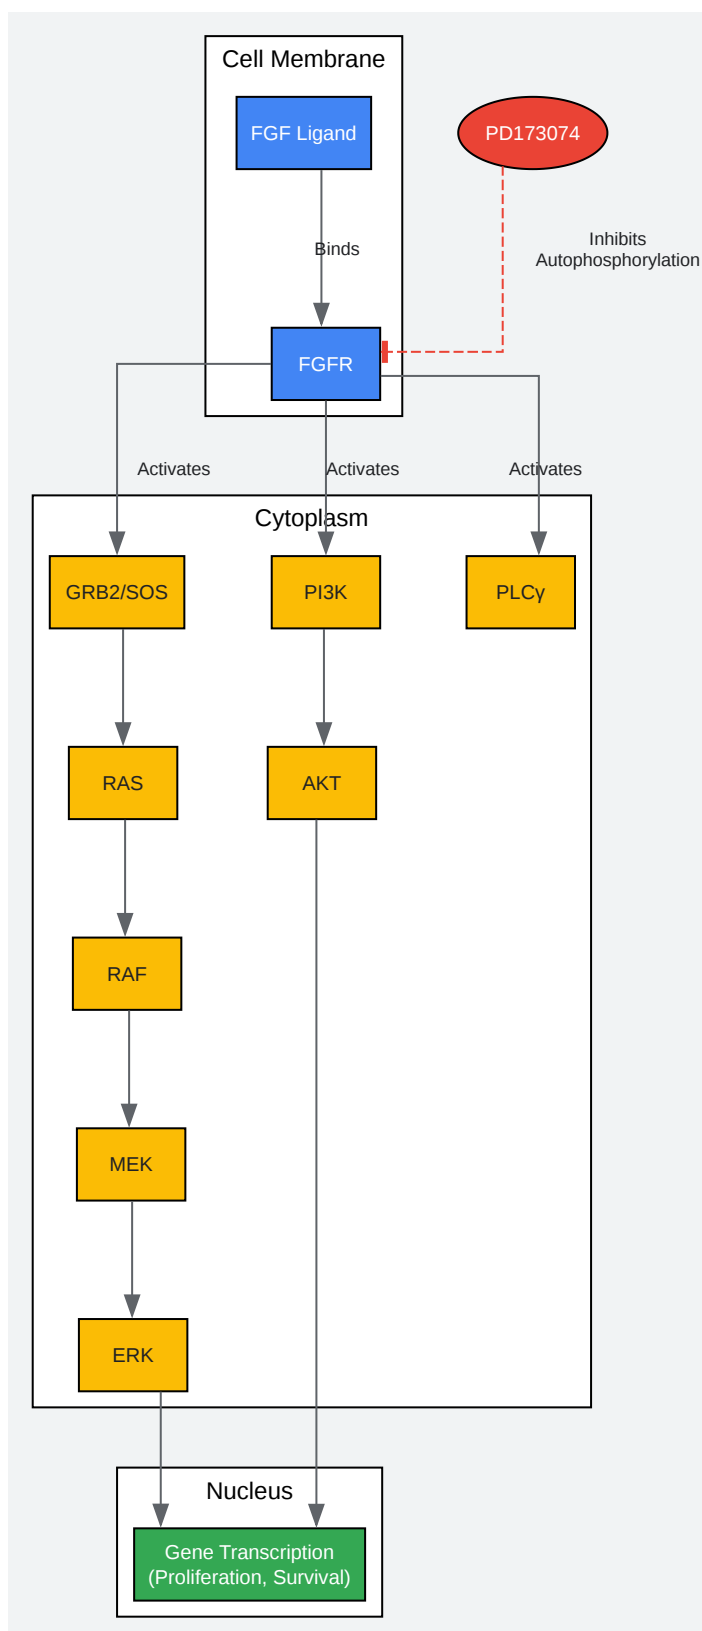 Cell Membrane
FGF Ligand
PD173074
Inhibits
Autophosphorylation
Binds
FGFR
Activates
Activates
Activates
Cytoplasm
GRB2/SOS
PI3K
PLCγ
RAS
AKT
RAF
MEK
ERK
Nucleus
Gene Transcription
(Proliferation, Survival)